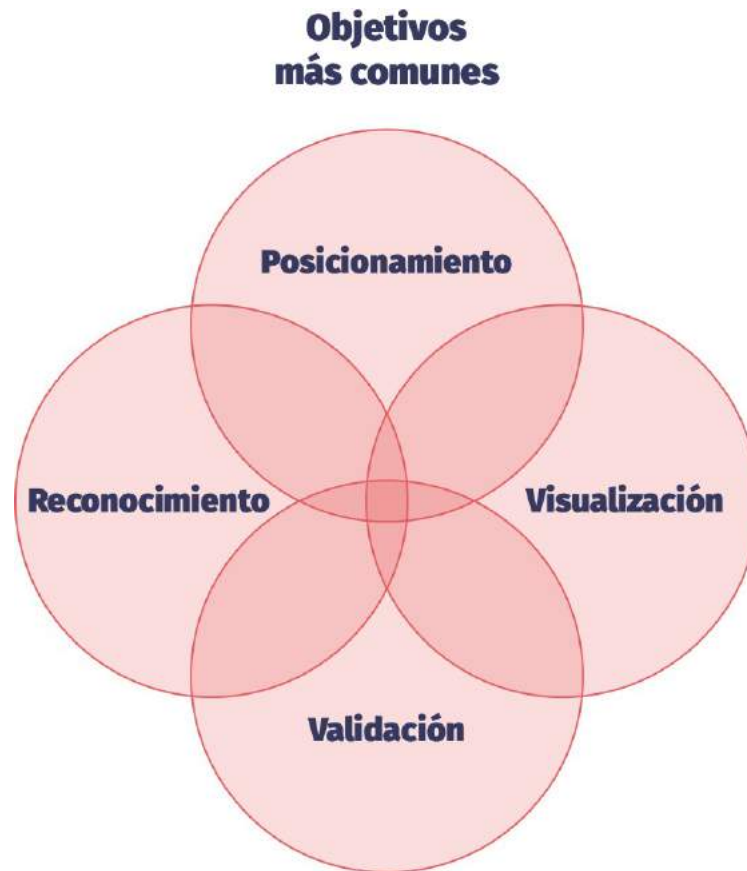 Objetivos
más comunes
Posicionamiento
Reconocimiento
Visualización
Validación